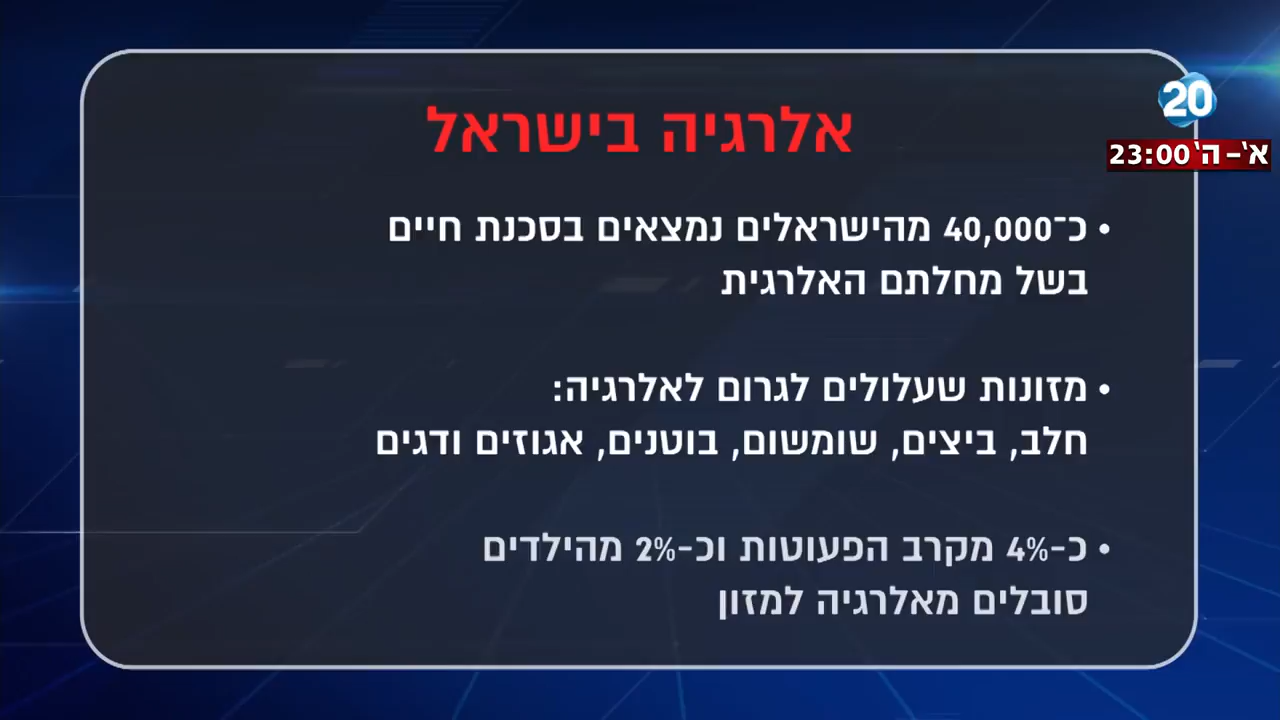 20
א'-ה' 23:00
אלרגיה בישראל
• כ־40,000 מהישראלים נמצאים בסכנת חיים
בשל מחלתם האלרגית
• מזונות שעלולים לגרום לאלרגיה:
חלב, ביצים, שומשום, בוטנים, אגוזים ודגים
• כ-4% מקרב הפעוטות וכ-2% מהילדים
סובלים מאלרגיה למזון